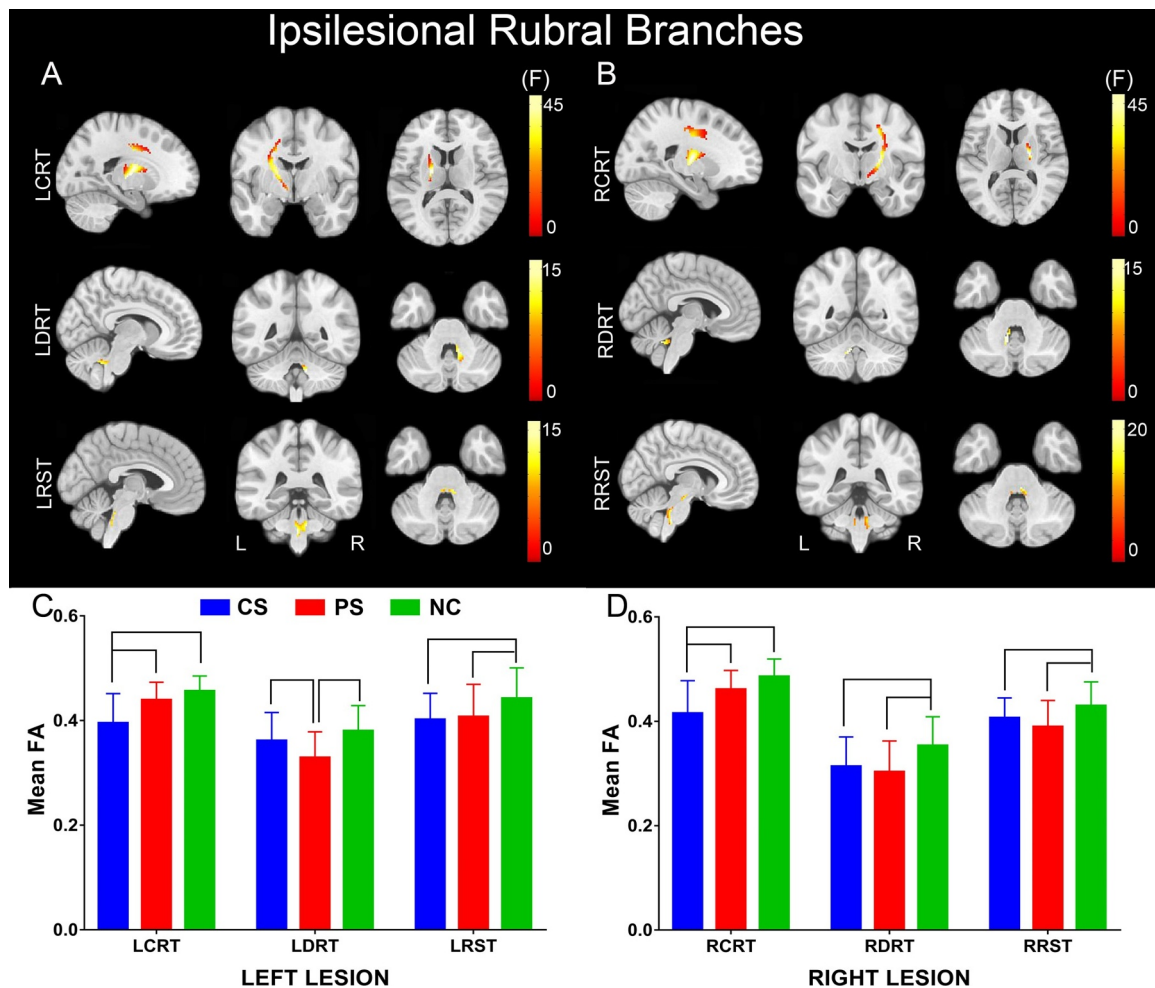 Ipsilesional Rubral Branches
A
(F)
B
(F)
LCRT
45
0
RCRT
45
0
LDRT
15
0
RDRT
15
0
LRST
L
R
15
0
RRST
L
R
20
0
C
CS
PS
NC
0.6
0.4
0.2
0.0
Mean FA
LCRT
LDRT
LRST
LEFT LESION
D
0.6
0.4
0.2
0.0
Mean FA
RCRT
RDRT
RRST
RIGHT LESION